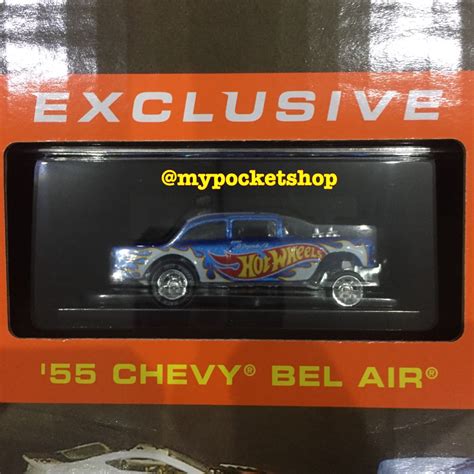 EXCLUSIVE
@mypocketshop
HOT WHEELS
'55 CHEVY® BEL AIR®